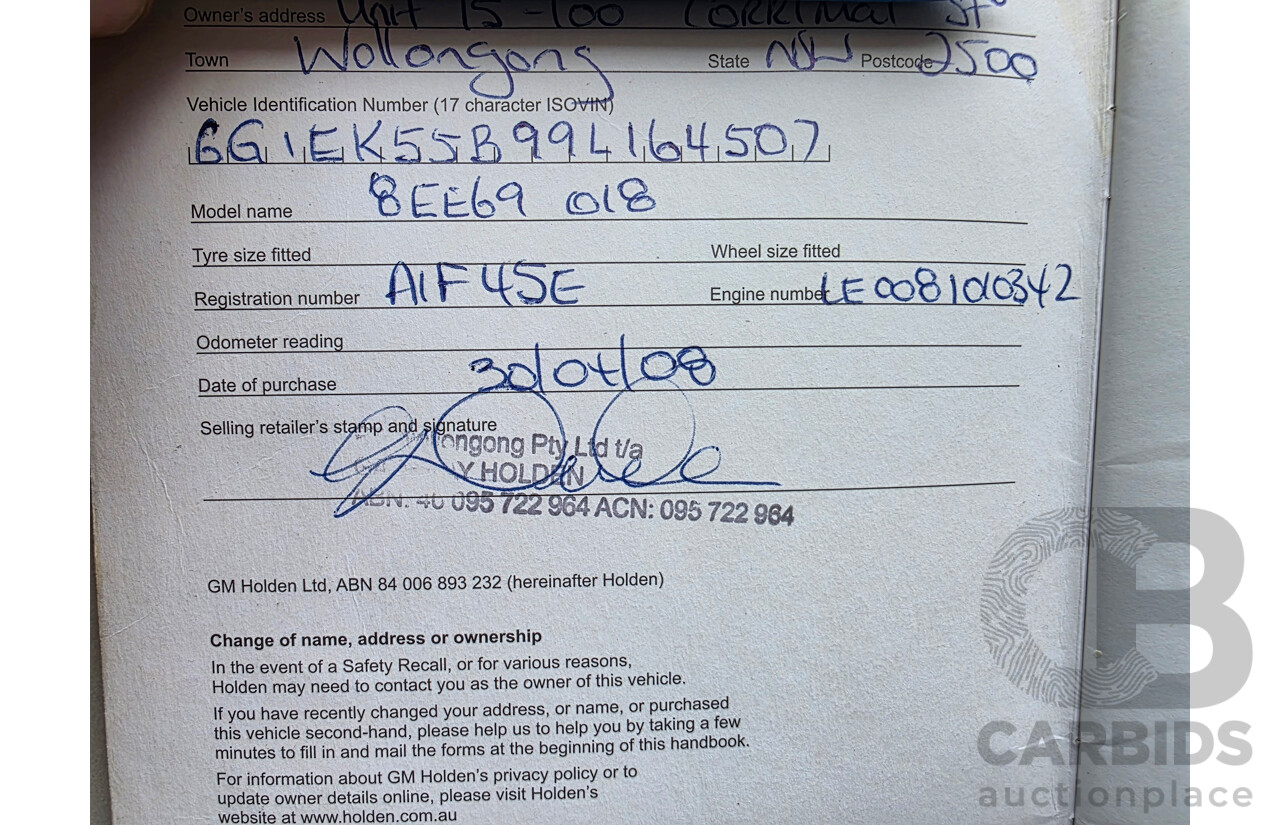 Owner's address Unit 15 - 100 Corrimal St
Town Wollongong State NSW Postcode 2500
Vehicle Identification Number (17 character ISOVIN)
6G1EK55B99L164507
Model name 8EE69 018
Tyre size fitted Wheel size fitted
Registration number A1F45E Engine number
Odometer reading
Date of purchase 30/04/08
Selling retailer's stamp and signature
ongong Pty Ltd t/a
Y HOLDEN
ABN: 40 095 722 964 ACN: 095 722 964
GM Holden Ltd, ABN 84 006 893 232 (hereinafter Holden)
Change of name, address or ownership
In the event of a Safety Recall, or for various reasons,
Holden may need to contact you as the owner of this vehicle.
If you have recently changed your address, or name, or purchased
this vehicle second-hand, please help us to help you by taking a few
minutes to fill in and mail the forms at the beginning of this handbook.
For information about GM Holden's privacy policy or to
update owner details online, please visit Holden's
website at www.holden.com.au
CB
CARBIDS
auctionplace